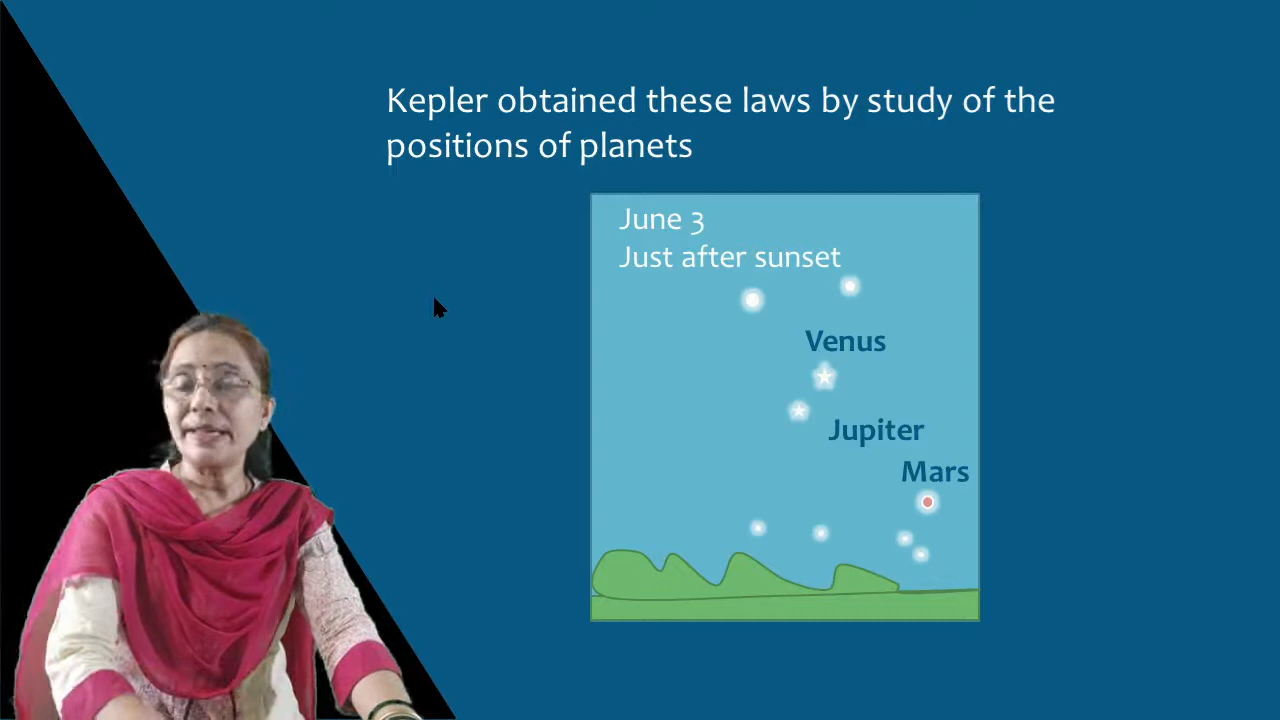 Kepler obtained these laws by study of the
positions of planets
June 3
Just after sunset
Venus
Jupiter
Mars